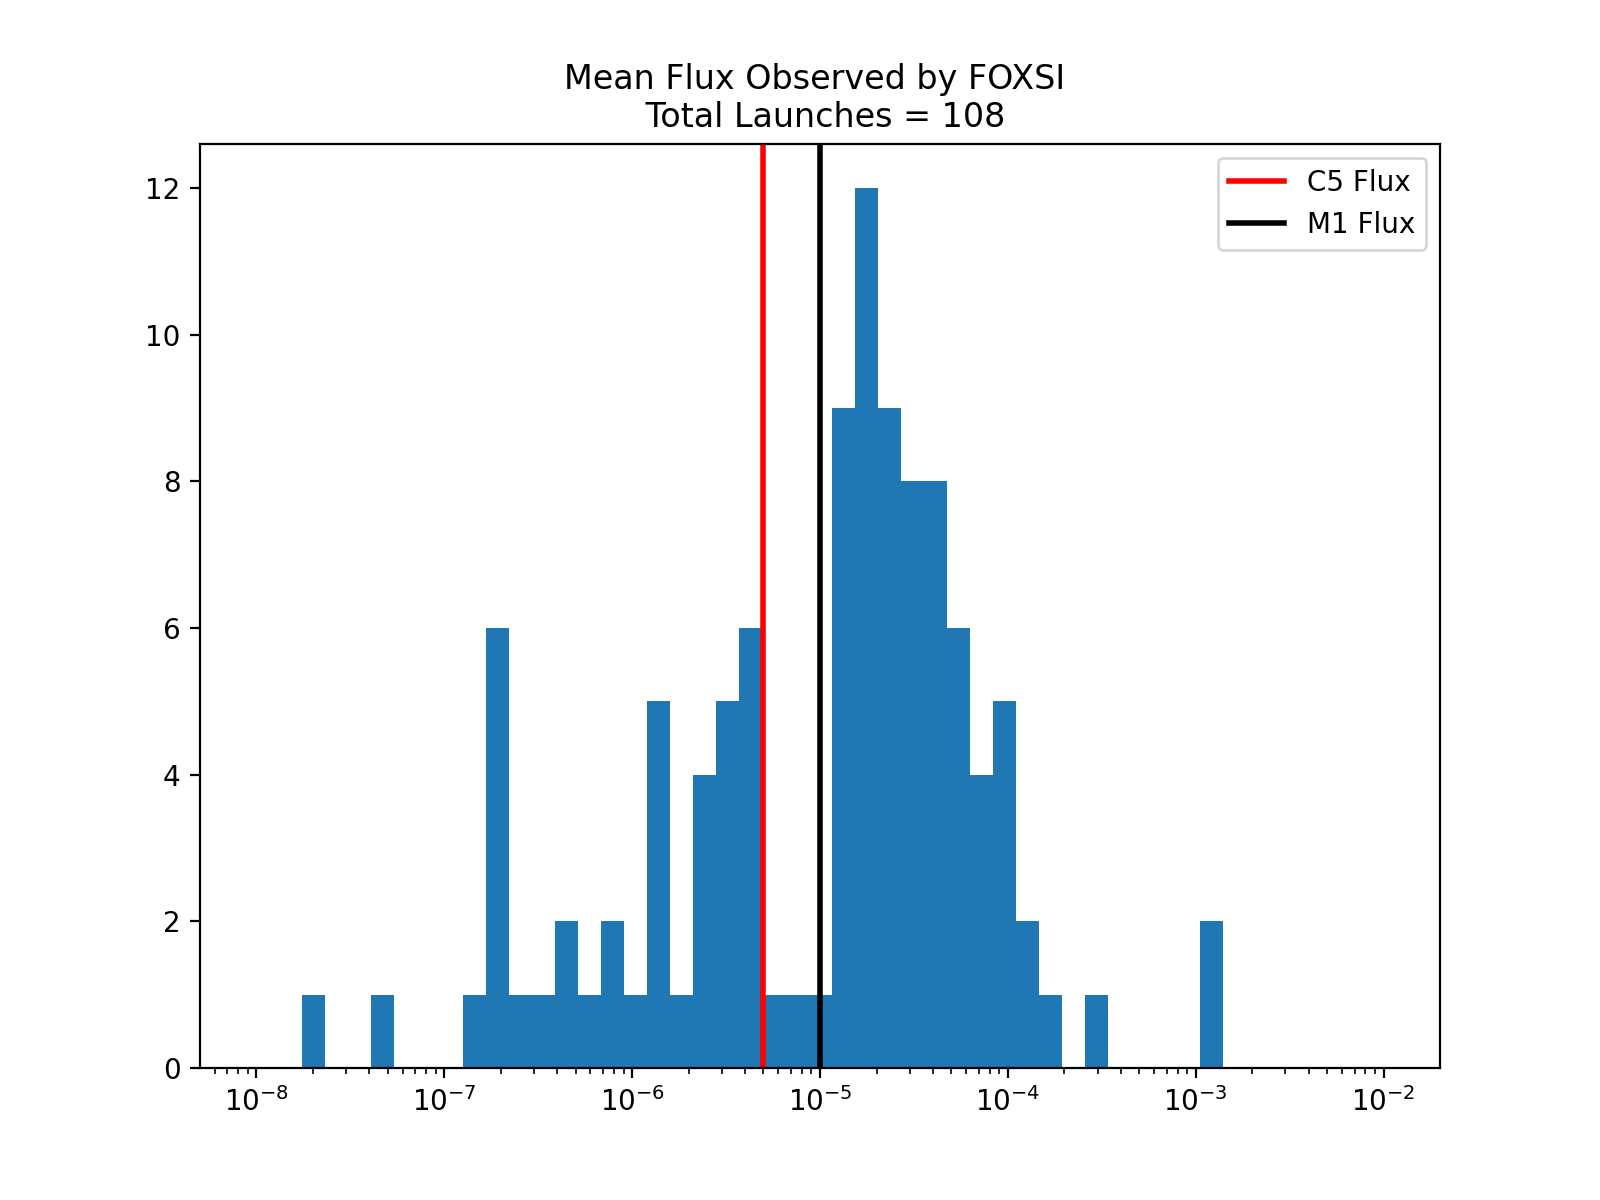 Mean Flux Observed by FOXSI
Total Launches = 108
C5 Flux
M1 Flux
12
10
8
6
4
2
0
10⁻⁸ 10⁻⁷ 10⁻⁶ 10⁻⁵ 10⁻⁴ 10⁻³ 10⁻²